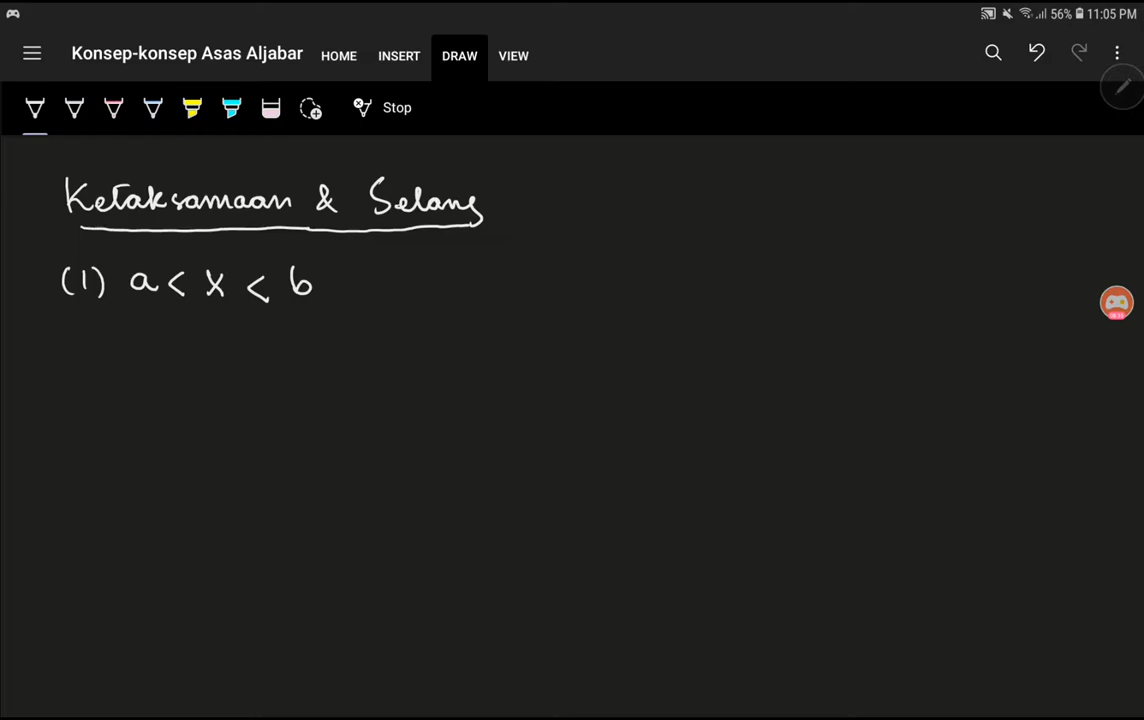 56% 11:05 PM
Konsep-konsep Asas Aljabar HOME INSERT DRAW VIEW
Stop
Ketaksamaan & Selang
(1) a < x < b